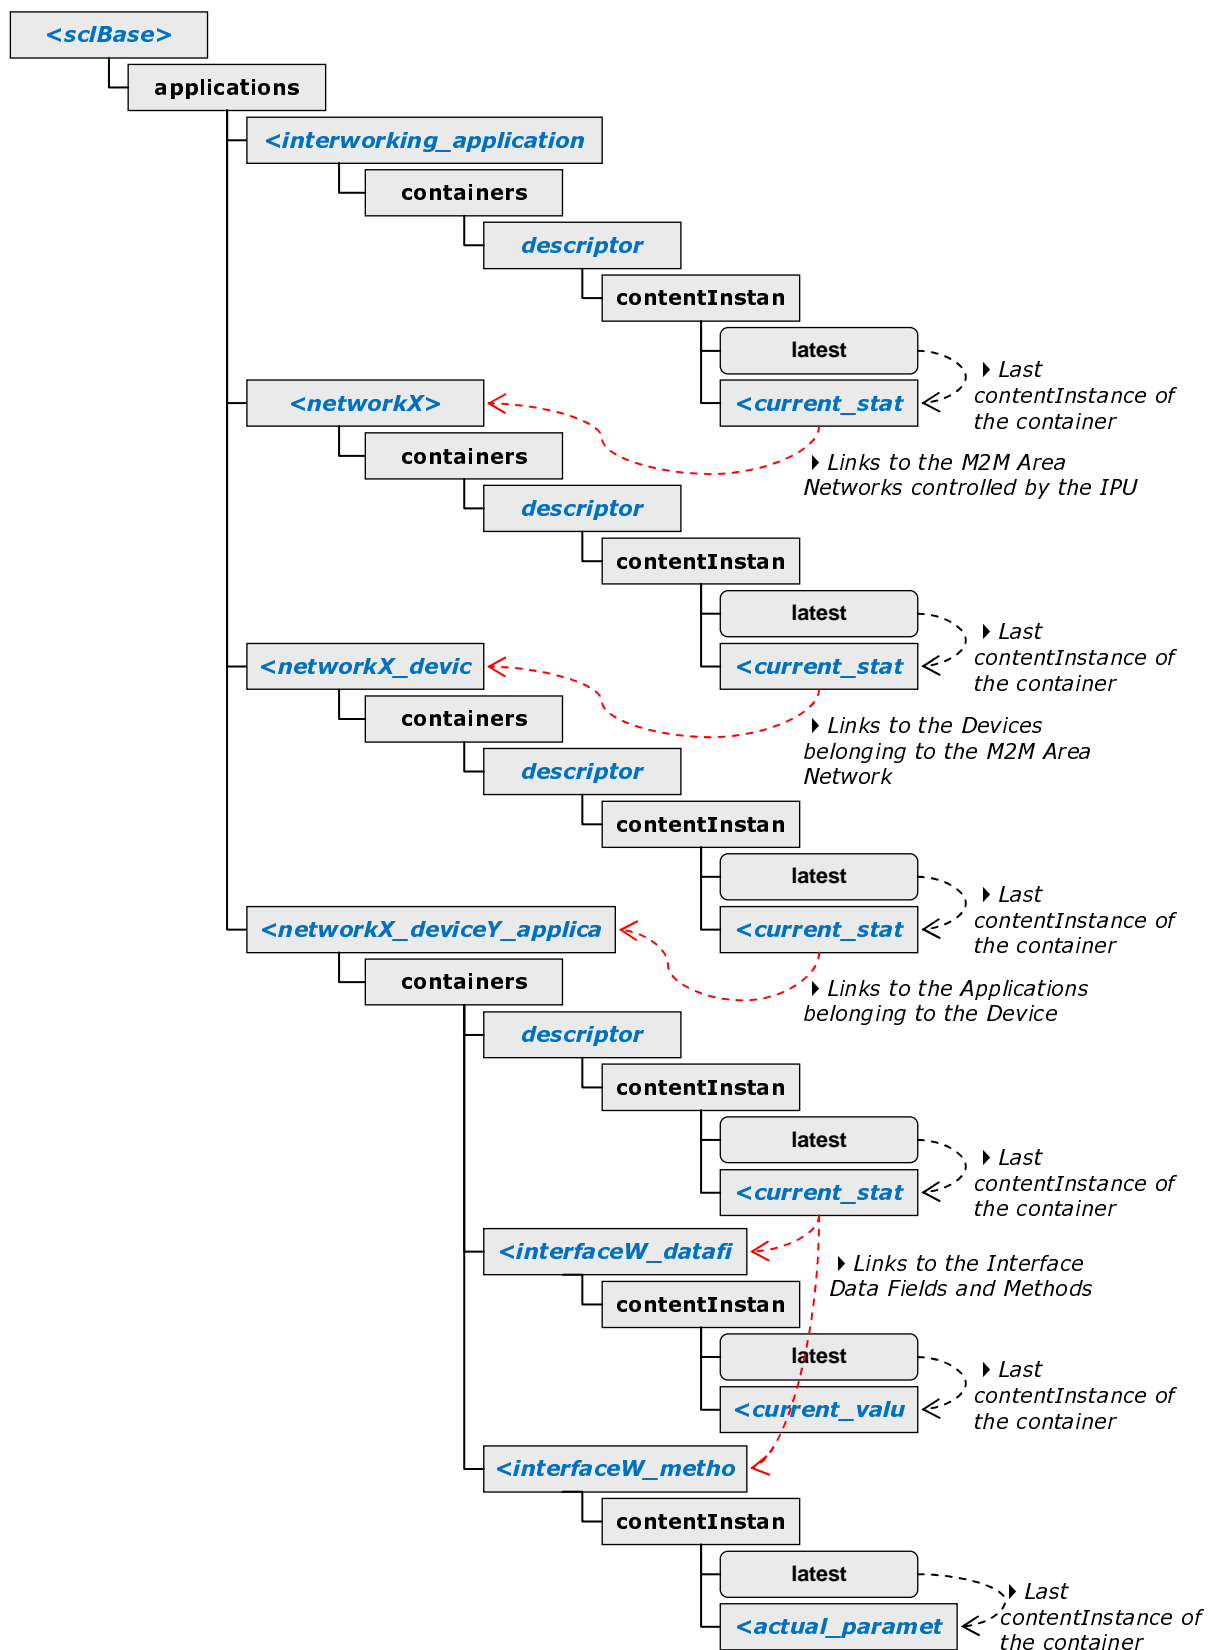 <sclBase>
applications
<interworking_application
containers
descriptor
contentInstan
latest
<current_stat
▸ Last
contentInstance of
the container
<networkX>
▸ Links to the M2M Area
Networks controlled by the IPU
containers
descriptor
contentInstan
latest
<current_stat
▸ Last
contentInstance of
the container
<networkX_devic
▸ Links to the Devices
belonging to the M2M Area
Network
containers
descriptor
contentInstan
latest
<current_stat
▸ Last
contentInstance of
the container
<networkX_deviceY_applica
▸ Links to the Applications
belonging to the Device
containers
descriptor
contentInstan
latest
<current_stat
▸ Last
contentInstance of
the container
<interfaceW_datafi
▸ Links to the Interface
Data Fields and Methods
contentInstan
latest
<current_valu
▸ Last
contentInstance of
the container
<interfaceW_metho
contentInstan
latest
<actual_paramet
▸ Last
contentInstance of
the container